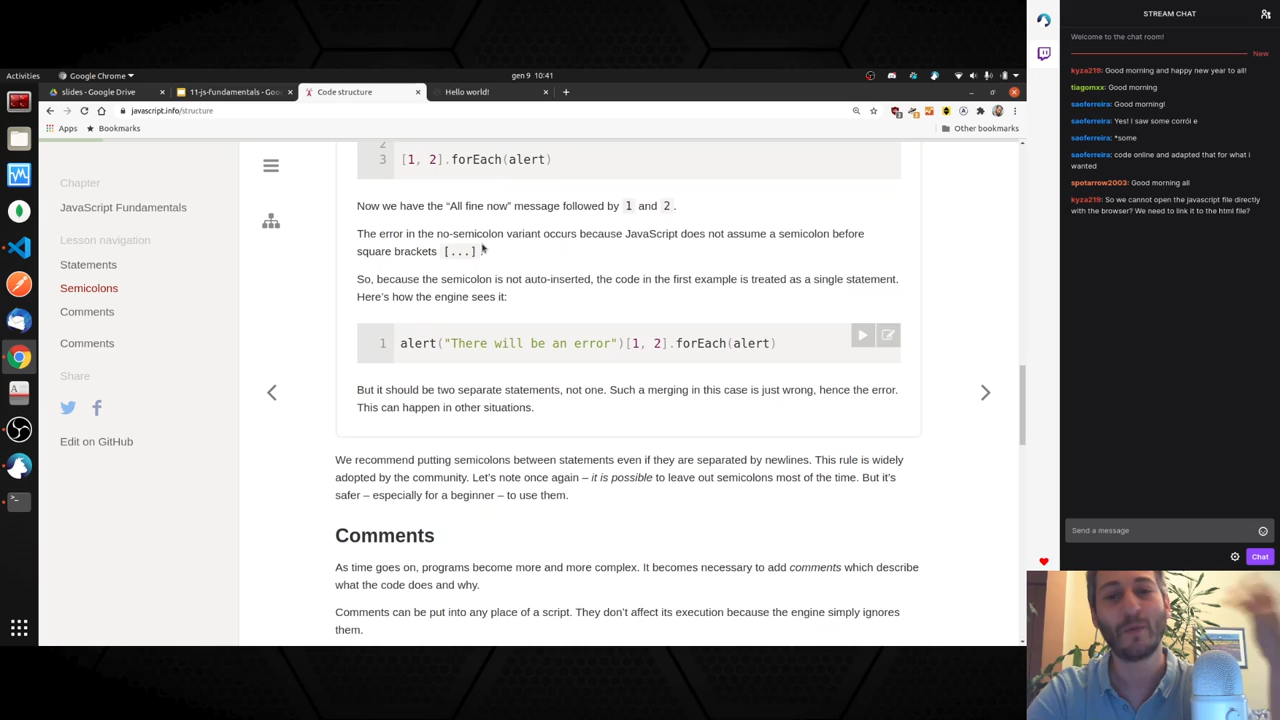 Activities
Google Chrome ▾
gen 9 10:41
slides - Google Drive
11-js-fundamentals - Goog
Code structure
Hello world!
javascript.info/structure
Apps
Bookmarks
Other bookmarks
Chapter
JavaScript Fundamentals
Lesson navigation
Statements
Semicolons
Comments
Comments
Share
Edit on GitHub
2
3 [1, 2].forEach(alert)
Now we have the “All fine now” message followed by 1 and 2.
The error in the no-semicolon variant occurs because JavaScript does not assume a semicolon before
square brackets [...]
So, because the semicolon is not auto-inserted, the code in the first example is treated as a single statement.
Here’s how the engine sees it:
1 alert("There will be an error")[1, 2].forEach(alert)
But it should be two separate statements, not one. Such a merging in this case is just wrong, hence the error.
This can happen in other situations.
We recommend putting semicolons between statements even if they are separated by newlines. This rule is widely
adopted by the community. Let’s note once again – it is possible to leave out semicolons most of the time. But it’s
safer – especially for a beginner – to use them.
Comments
As time goes on, programs become more and more complex. It becomes necessary to add comments which describe
what the code does and why.
Comments can be put into any place of a script. They don’t affect its execution because the engine simply ignores
them.
STREAM CHAT
Welcome to the chat room!
New
kyza219: Good morning and happy new year to all!
tiagomxx: Good morning
saoferreira: Good morning!
saoferreira: Yes! I saw some corrói e
saoferreira: *some
saoferreira: code online and adapted that for what i
wanted
spotarrow2003: Good morning all
kyza219: So we cannot open the javascript file directly
with the browser? We need to link it to the html file?
Send a message
Chat